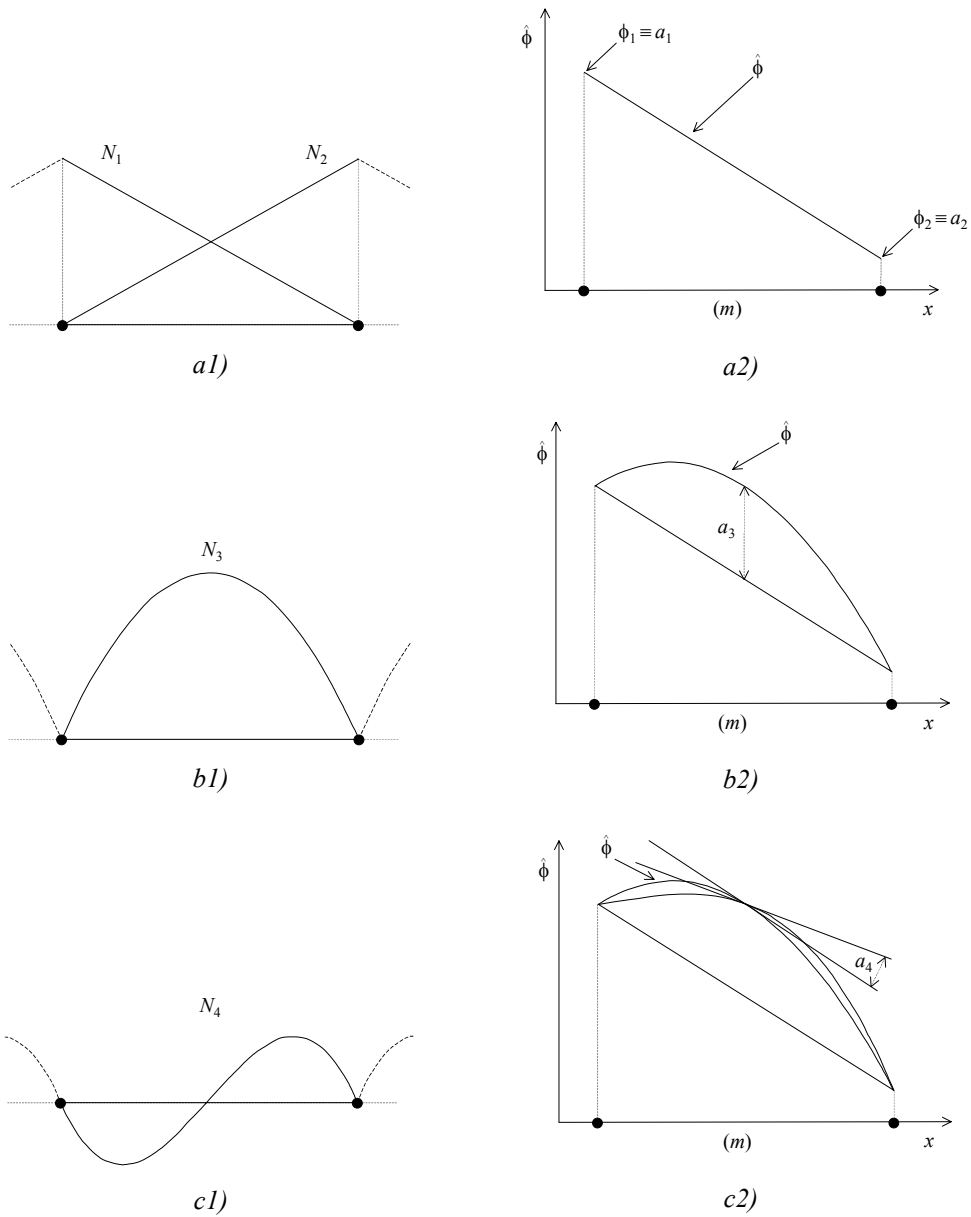 N₁ N₂
a1)
ϕ̂
ϕ₁ ≡ a₁
ϕ̂
ϕ₂ ≡ a₂
(m) x
a2)
N₃
b1)
ϕ̂
ϕ̂
a₃
(m) x
b2)
N₄
c1)
ϕ̂
ϕ̂
a₄
(m) x
c2)